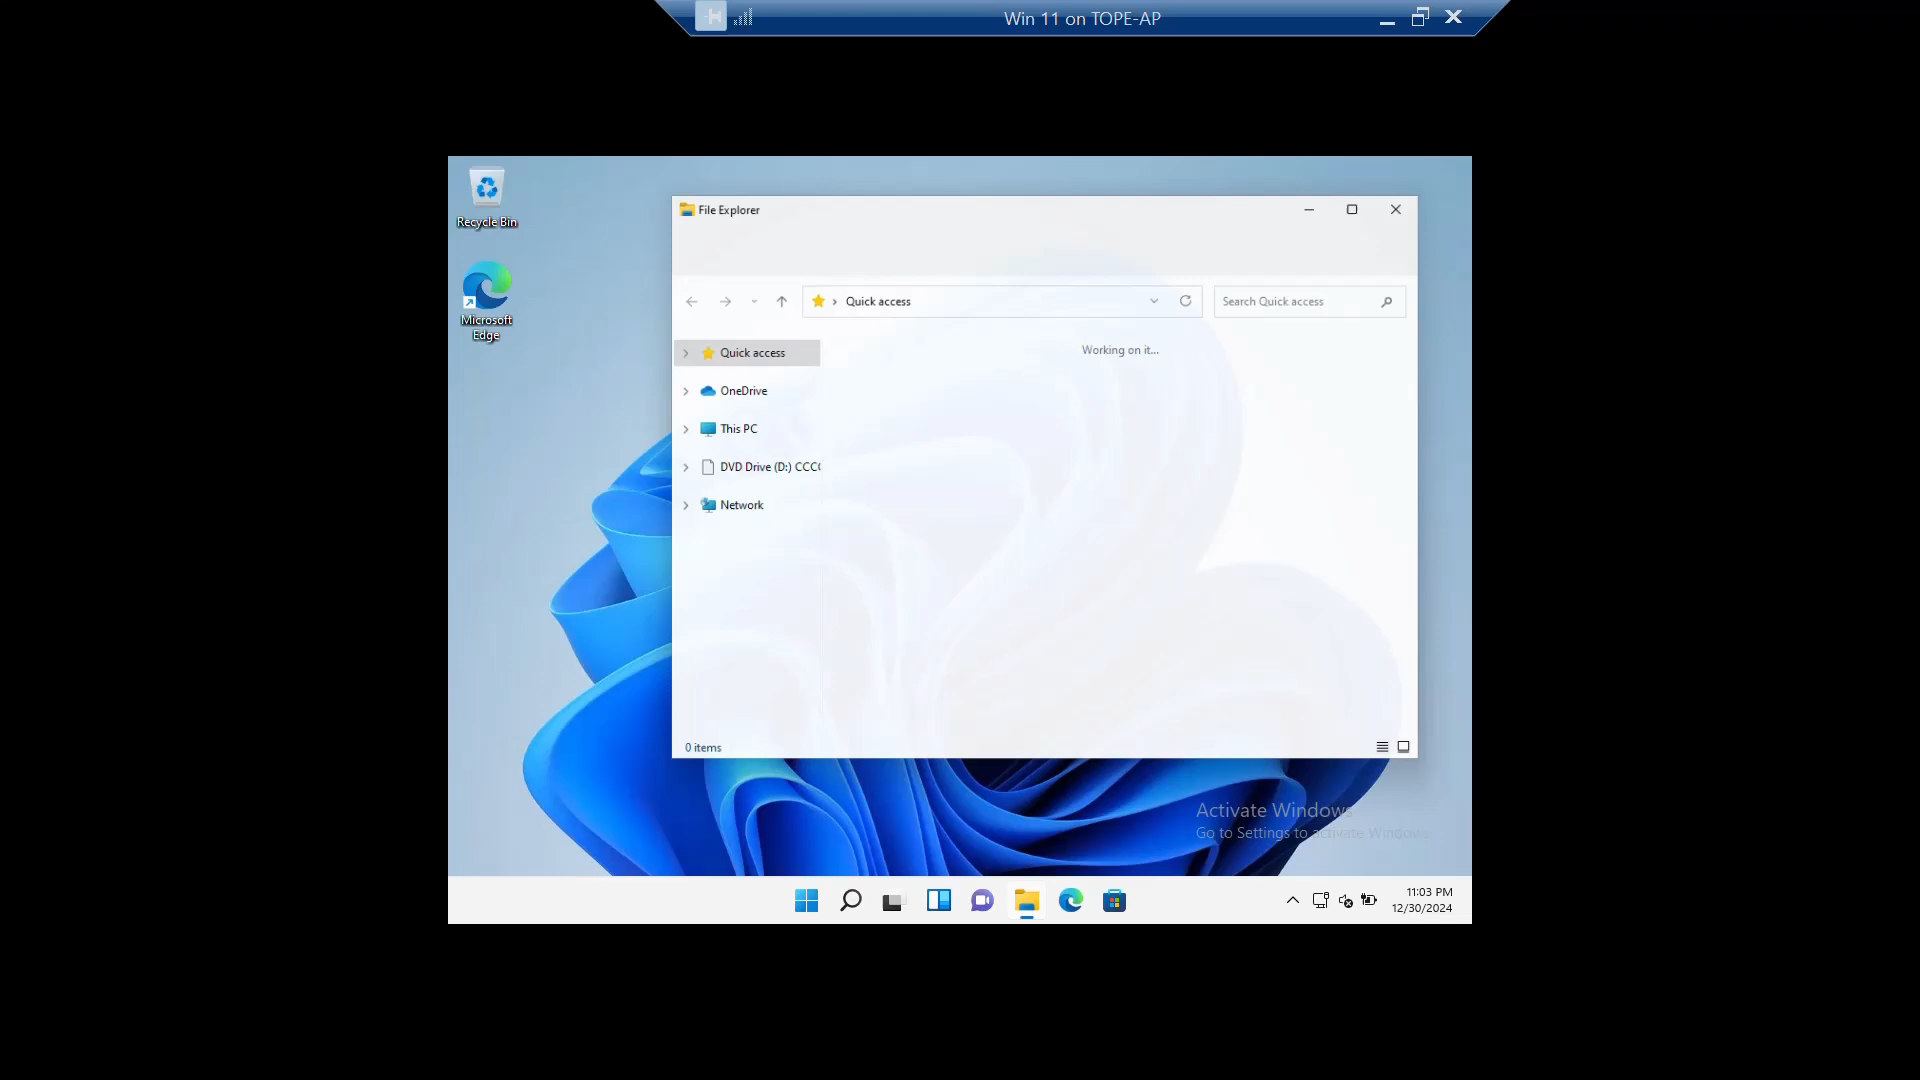 Win 11 on TOPE-AP
Recycle Bin
Microsoft
Edge
File Explorer
Quick access
Search Quick access
Quick access
Working on it...
OneDrive
This PC
DVD Drive (D:) CCC
Network
0 items
Activate Windows
Go to Settings to activate Windows.
11:03 PM
12/30/2024